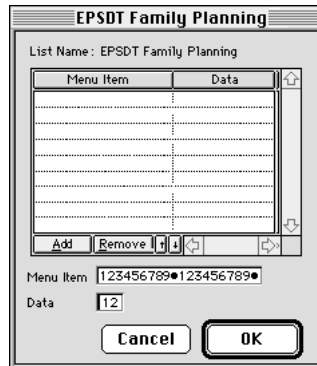 EPSDT Family Planning
List Name: EPSDT Family Planning
Menu Item Data
Add Remove
Menu Item 123456789●123456789●
Data 12
Cancel OK